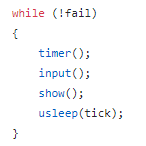 while (!fail)
{
    timer();
    input();
    show();
    usleep(tick);
}